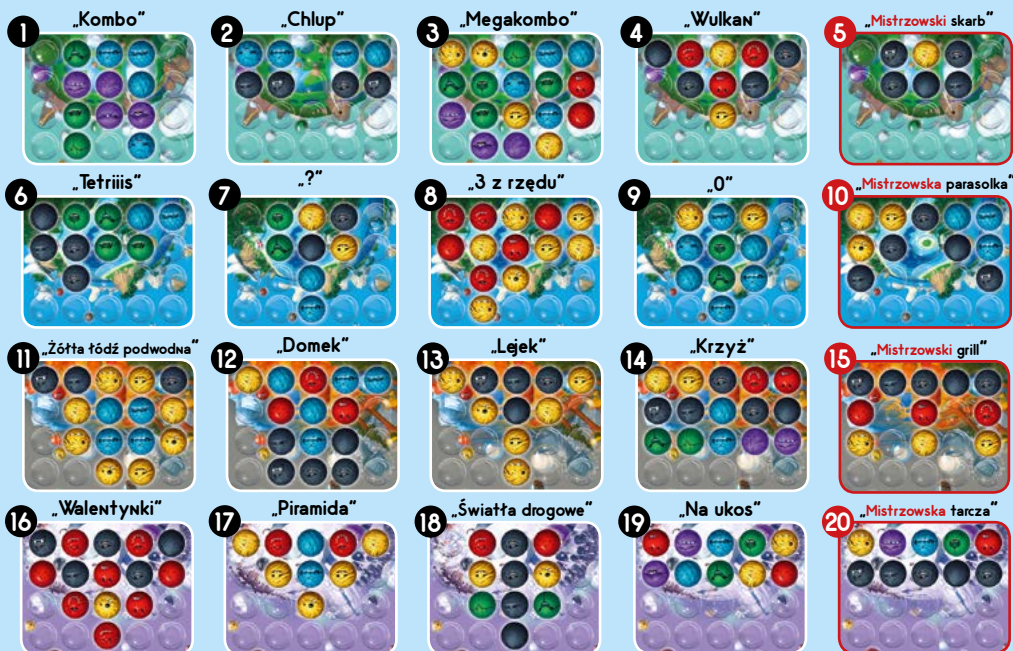 1 „Kombo"
2 „Chlup"
3 „Megakombo"
4 „Wulkan"
5 „Mistrzowski skarb"
6 „Tetriiis"
7 „?"
8 „3 z rzędu"
9 „0"
10 „Mistrzowska parasolka"
11 „Żółta łódź podwodna"
12 „Domek"
13 „Lejek"
14 „Krzyż"
15 „Mistrzowski grill"
16 „Walentynki"
17 „Piramida"
18 „Światła drogowe"
19 „Na ukos"
20 „Mistrzowska tarcza"